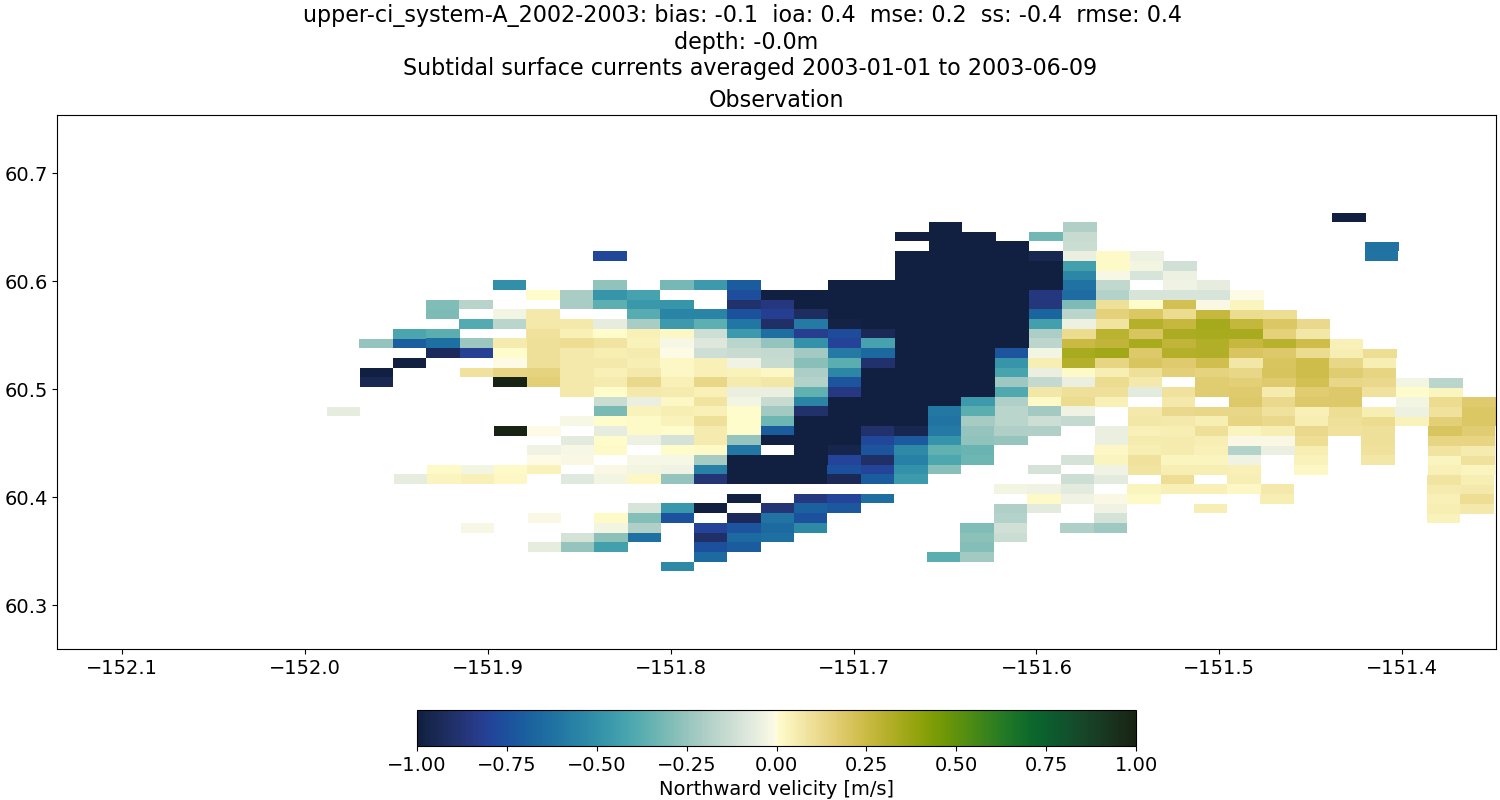 upper-ci_system-A_2002-2003: bias: -0.1  ioa: 0.4  mse: 0.2  ss: -0.4  rmse: 0.4
depth: -0.0m
Subtidal surface currents averaged 2003-01-01 to 2003-06-09
Observation
60.7
60.6
60.5
60.4
60.3
−152.1 −152.0 −151.9 −151.8 −151.7 −151.6 −151.5 −151.4
−1.00 −0.75 −0.50 −0.25 0.00 0.25 0.50 0.75 1.00
Northward velicity [m/s]